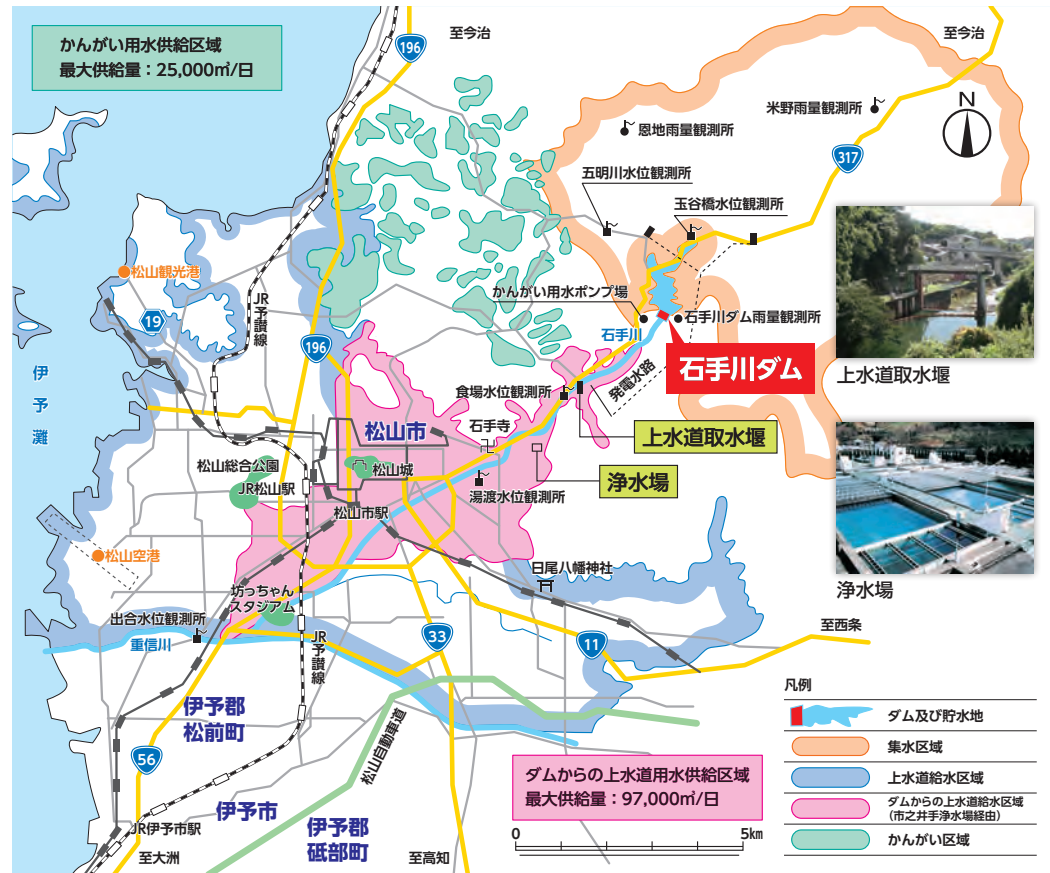 かんがい用水供給区域
最大供給量：25,000㎥/日
196
至今治
至今治
米野雨量観測所
恩地雨量観測所
N
317
五明川水位観測所
玉谷橋水位観測所
松山観光港
かんがい用水ポンプ場
石手川ダム雨量観測所
石手川
JR予讃線
19
196
石手川ダム
上水道取水堰
伊予灘
発電水路
食場水位観測所
石手寺
松山市
上水道取水堰
松山総合公園
松山城
JR松山駅
浄水場
湯渡水位観測所
松山市駅
松山空港
日尾八幡神社
浄水場
坊っちゃん
スタジアム
出合水位観測所
重信川
JR予讃線
33
11
至西条
凡例
ダム及び貯水地
集水区域
上水道給水区域
ダムからの上水道給水区域
（市之井手浄水場経由）
かんがい区域
伊予郡
松前町
松山自動車道
56
ダムからの上水道用水供給区域
最大供給量：97,000㎥/日
伊予市
伊予郡
砥部町
JR伊予市駅
0
5km
至大洲
至高知